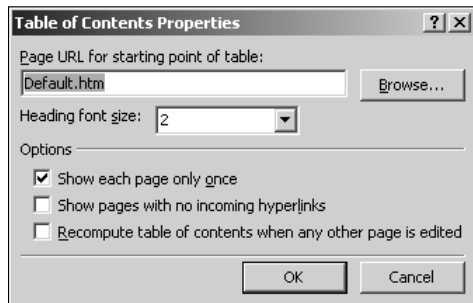 Table of Contents Properties
Page URL for starting point of table:
Default.htm
Browse...
Heading font size: 2
Options
Show each page only once
Show pages with no incoming hyperlinks
Recompute table of contents when any other page is edited
OK Cancel